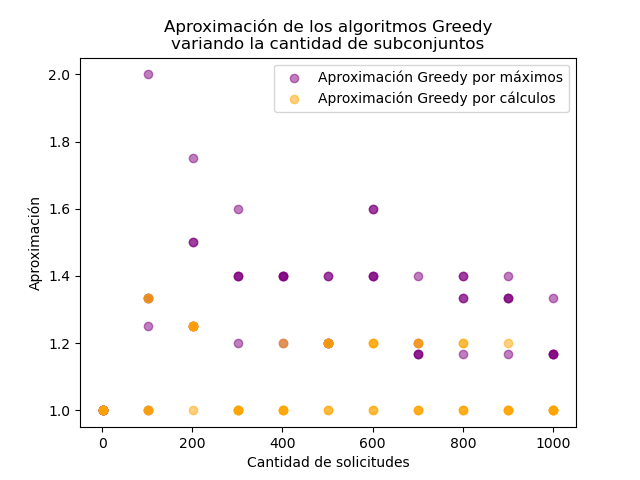 Aproximación de los algoritmos Greedy
variando la cantidad de subconjuntos
Aproximación Greedy por máximos
Aproximación Greedy por cálculos
Aproximación
2.0
1.8
1.6
1.4
1.2
1.0
0 200 400 600 800 1000
Cantidad de solicitudes